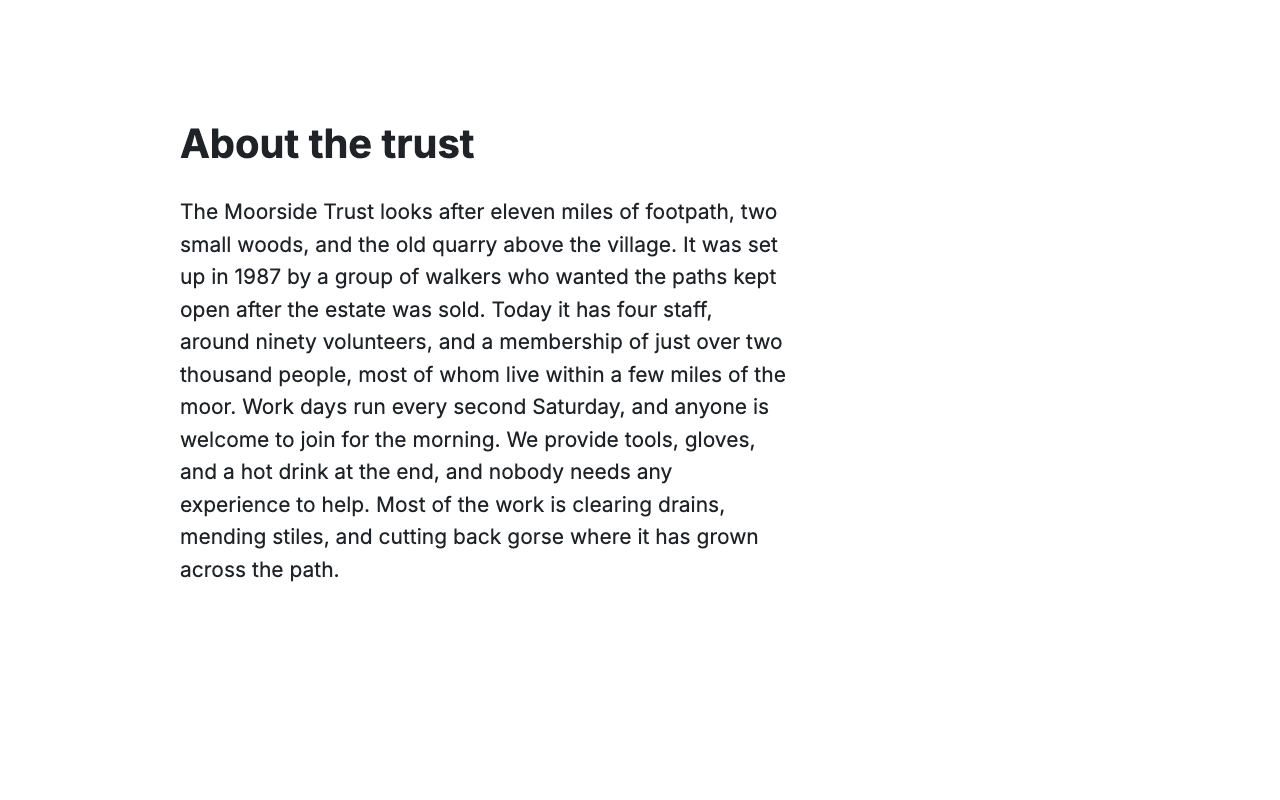 About the trust
The Moorside Trust looks after eleven miles of footpath, two
small woods, and the old quarry above the village. It was set
up in 1987 by a group of walkers who wanted the paths kept
open after the estate was sold. Today it has four staff,
around ninety volunteers, and a membership of just over two
thousand people, most of whom live within a few miles of the
moor. Work days run every second Saturday, and anyone is
welcome to join for the morning. We provide tools, gloves,
and a hot drink at the end, and nobody needs any
experience to help. Most of the work is clearing drains,
mending stiles, and cutting back gorse where it has grown
across the path.